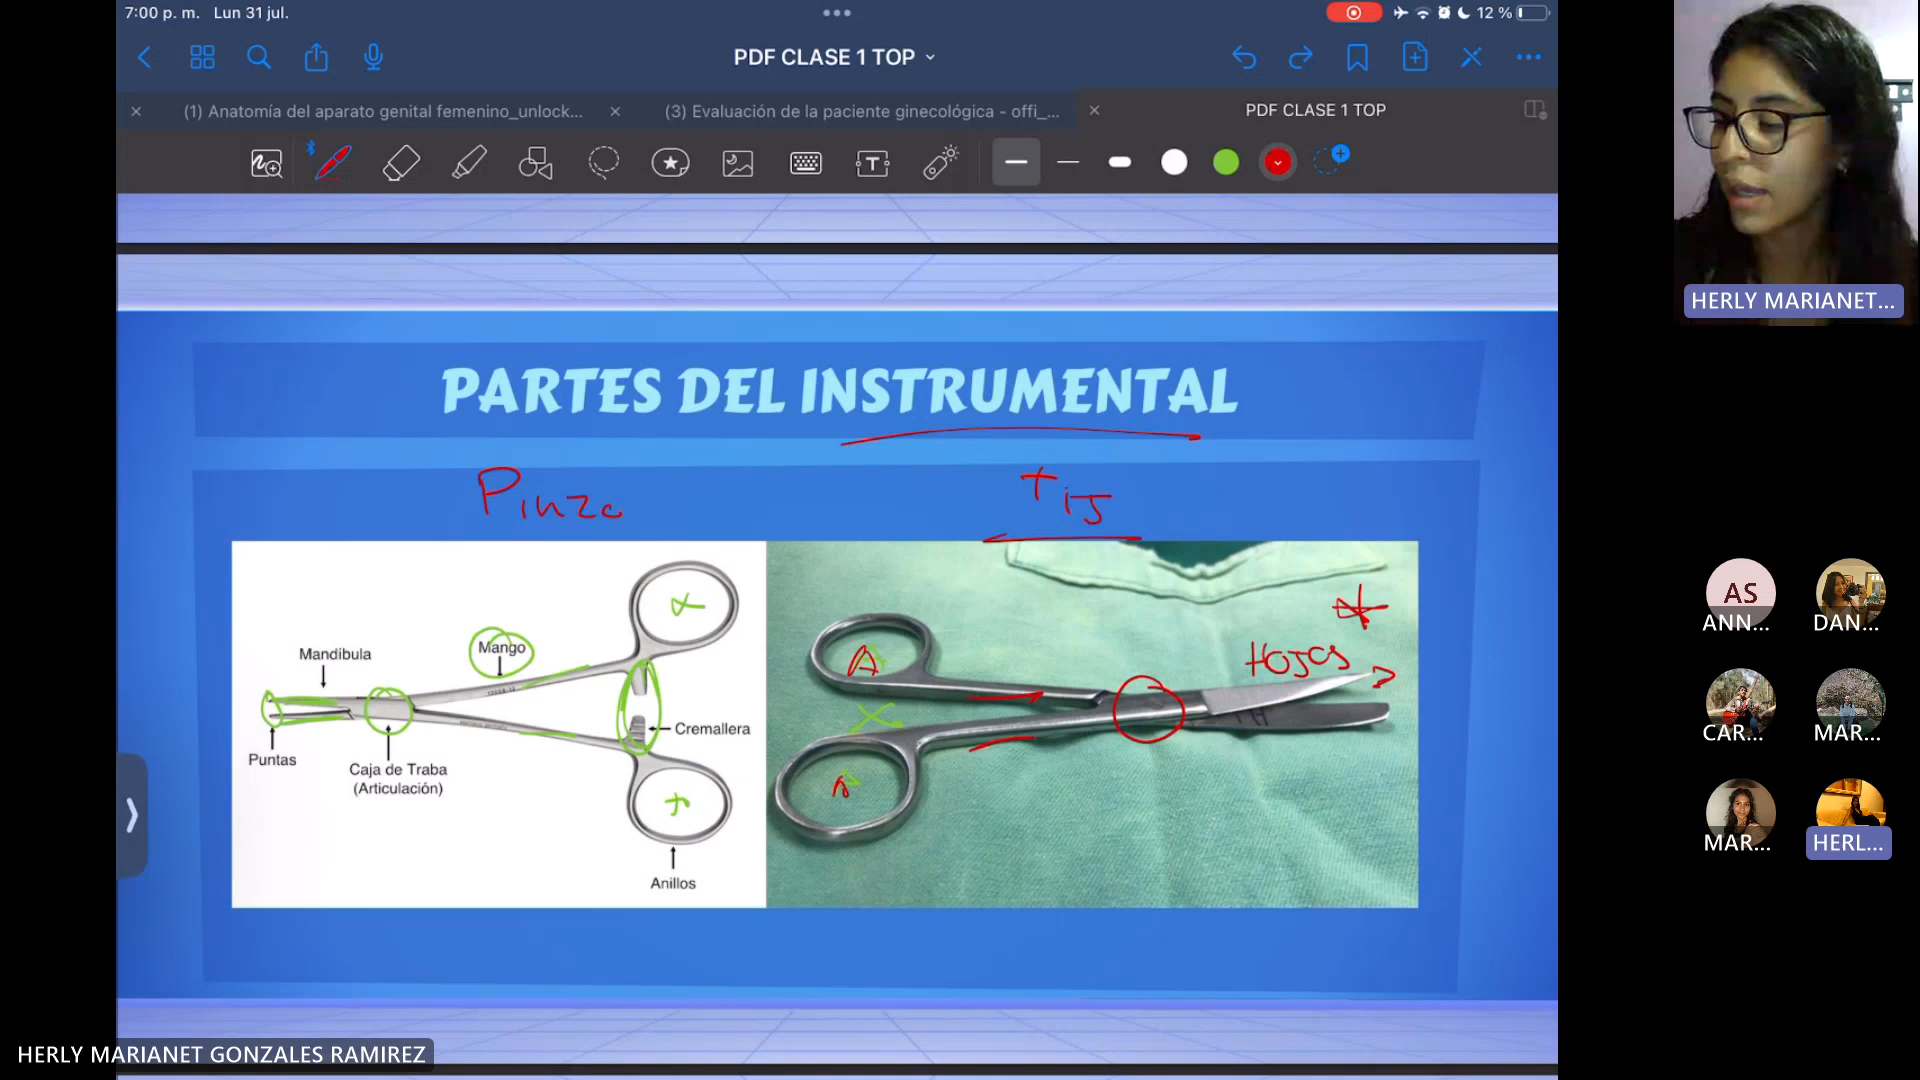 7:00 p. m. Lun 31 jul.
12 %
PDF CLASE 1 TOP
(1) Anatomía del aparato genital femenino_unlock...
(3) Evaluación de la paciente ginecológica - offi_...
PDF CLASE 1 TOP
PARTES DEL INSTRUMENTAL
Pinza
Tij
Mandíbula
Mango
Puntas
Caja de Traba
(Articulación)
Cremallera
Anillos
A
A
Hojas
HERLY MARIANET...
AS
ANN...
DAN...
CAR...
MAR...
MAR...
HERL...
HERLY MARIANET GONZALES RAMIREZ